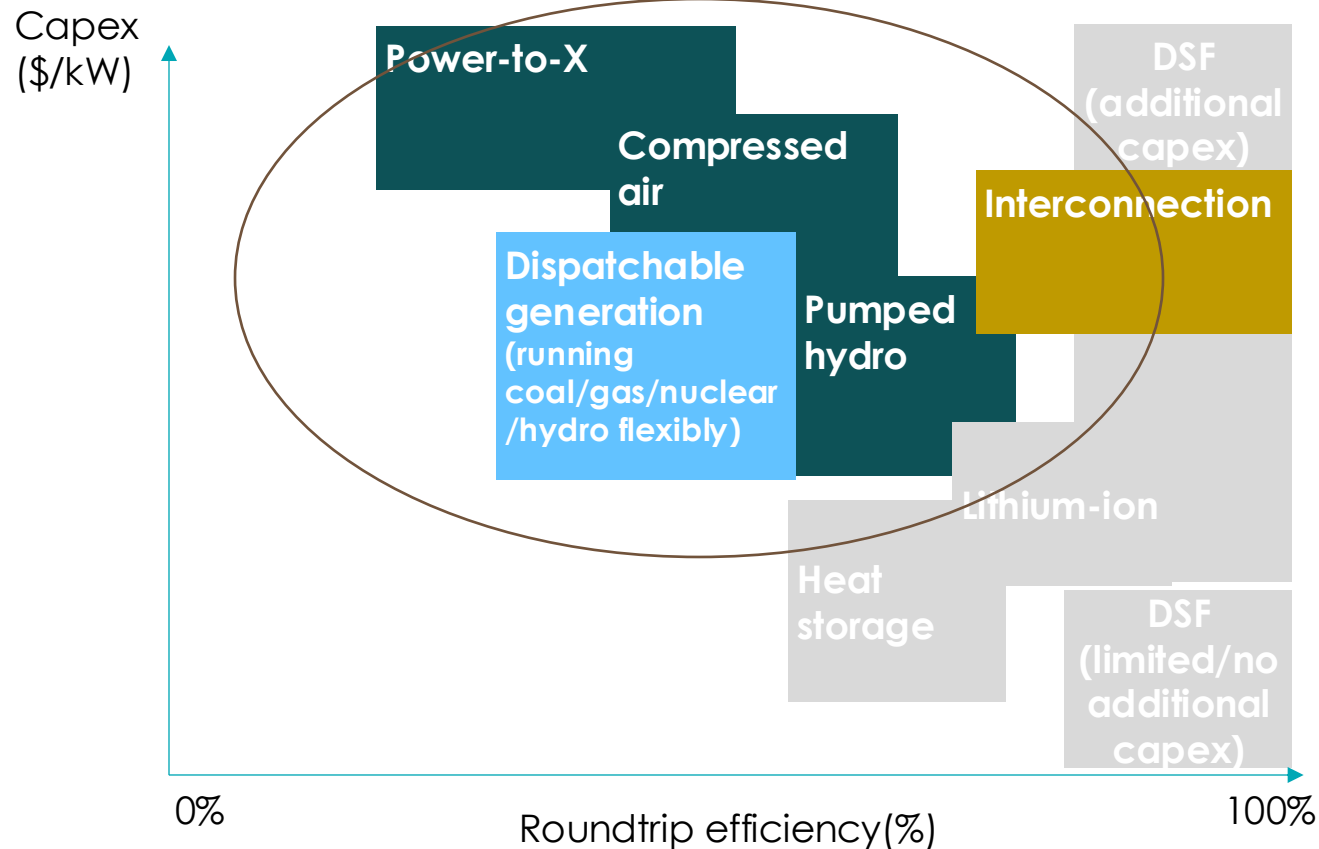 Capex
($/kW)
Power-to-X
DSF
(additional
capex)
Compressed
air
Interconnection
Dispatchable
generation
(running
coal/gas/nuclear
/hydro flexibly)
Pumped
hydro
Lithium-ion
Heat
storage
DSF
(limited/no
additional
capex)
0%
Roundtrip efficiency(%)
100%